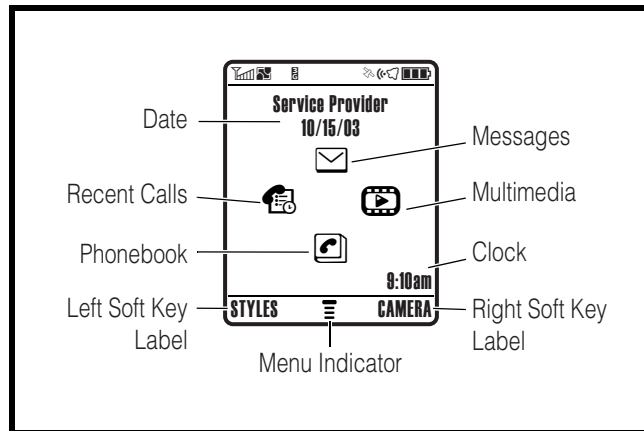 Service Provider
10/15/03
Date
Messages
Recent Calls
Multimedia
Phonebook
Clock
9:10am
Left Soft Key
Label
STYLES
CAMERA
Right Soft Key
Label
Menu Indicator